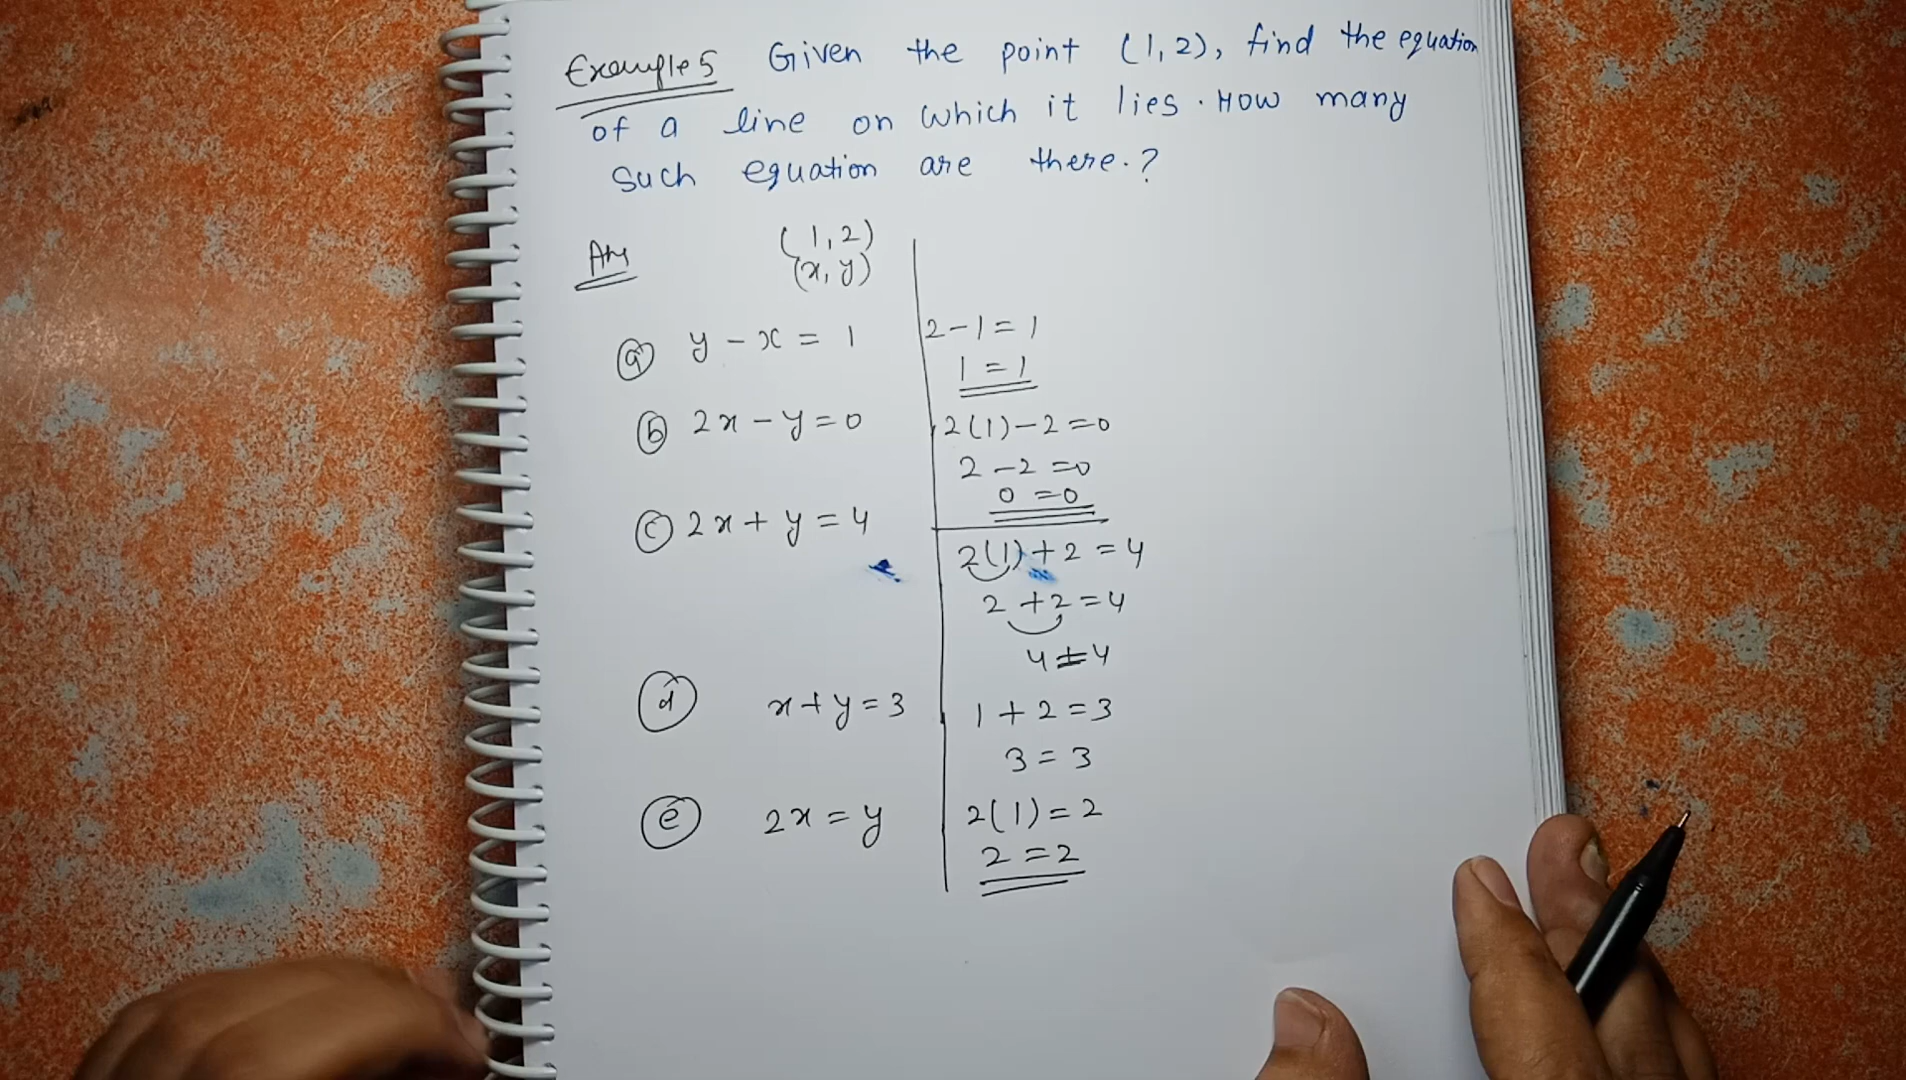 Example 5 Given the point (1, 2), find the equation
of a line on which it lies. How many
such equation are there.?
Ans (1, 2)
(x, y)
(a) y - x = 1 2 - 1 = 1
1 = 1
(b) 2x - y = 0 2(1) - 2 = 0
2 - 2 = 0
0 = 0
(c) 2x + y = 4 2(1) + 2 = 4
2 + 2 = 4
4 = 4
(d) x + y = 3 1 + 2 = 3
3 = 3
(e) 2x = y 2(1) = 2
2 = 2